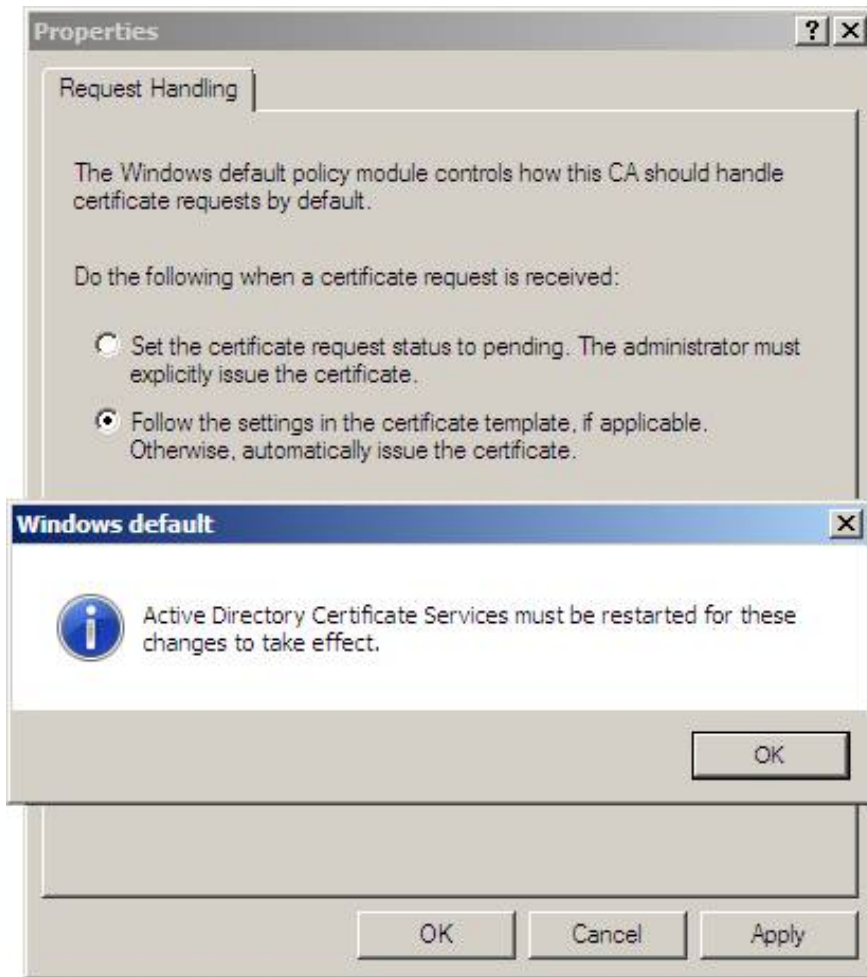 Properties
Request Handling
The Windows default policy module controls how this CA should handle
certificate requests by default.
Do the following when a certificate request is received:
Set the certificate request status to pending. The administrator must
explicitly issue the certificate.
Follow the settings in the certificate template, if applicable.
Otherwise, automatically issue the certificate.
Windows default
Active Directory Certificate Services must be restarted for these
changes to take effect.
OK
OK Cancel Apply